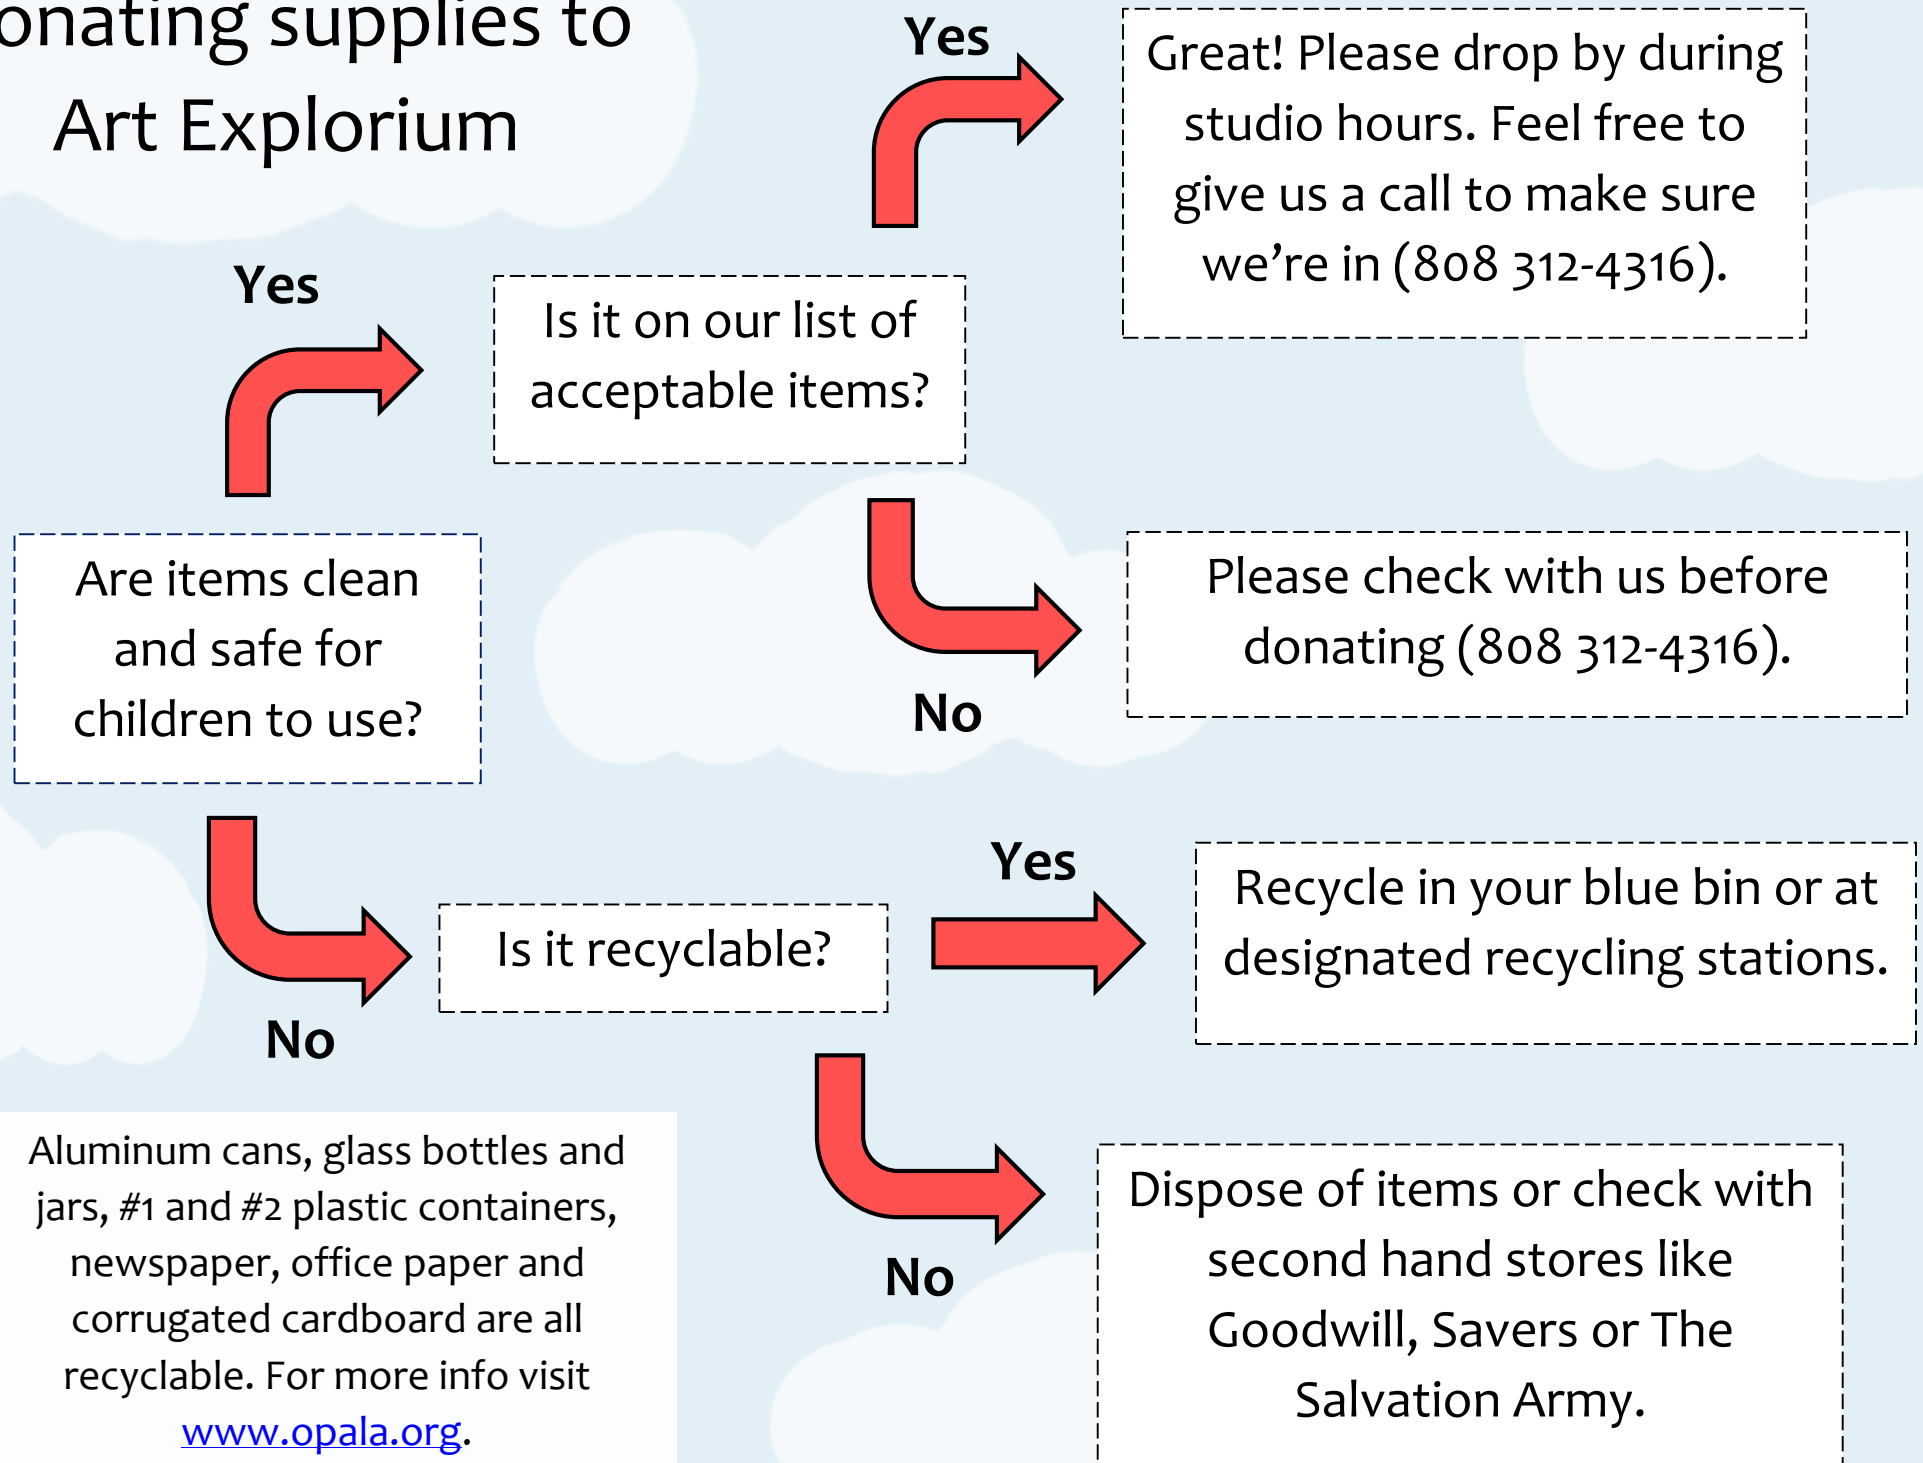 onating supplies to
Art Explorium
Yes
Great! Please drop by during
studio hours. Feel free to
give us a call to make sure
we're in (808 312-4316).
Yes
Is it on our list of
acceptable items?
Are items clean
and safe for
children to use?
Please check with us before
donating (808 312-4316).
No
Yes
Recycle in your blue bin or at
designated recycling stations.
Is it recyclable?
No
Aluminum cans, glass bottles and
jars, #1 and #2 plastic containers,
newspaper, office paper and
corrugated cardboard are all
recyclable. For more info visit
www.opala.org.
No
Dispose of items or check with
second hand stores like
Goodwill, Savers or The
Salvation Army.